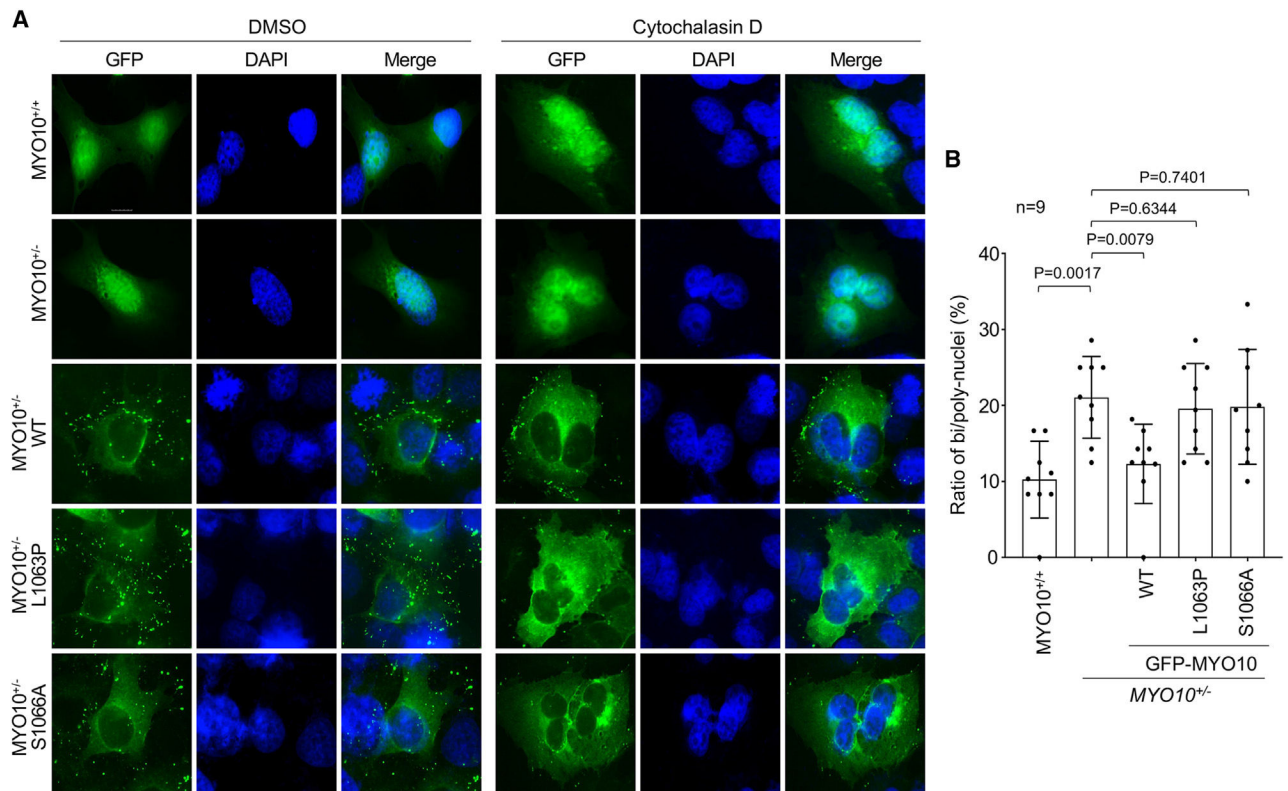 A
DMSO
Cytochalasin D
GFP DAPI Merge GFP DAPI Merge
MYO10+/+
MYO10+/-
MYO10+/-
WT
MYO10+/-
L1063P
MYO10+/-
S1066A
B
P=0.7401
n=9
P=0.6344
P=0.0079
P=0.0017
Ratio of bi/poly-nuclei (%)
40
30
20
10
0
MYO10+/+
WT
L1063P
S1066A
GFP-MYO10
MYO10+/-